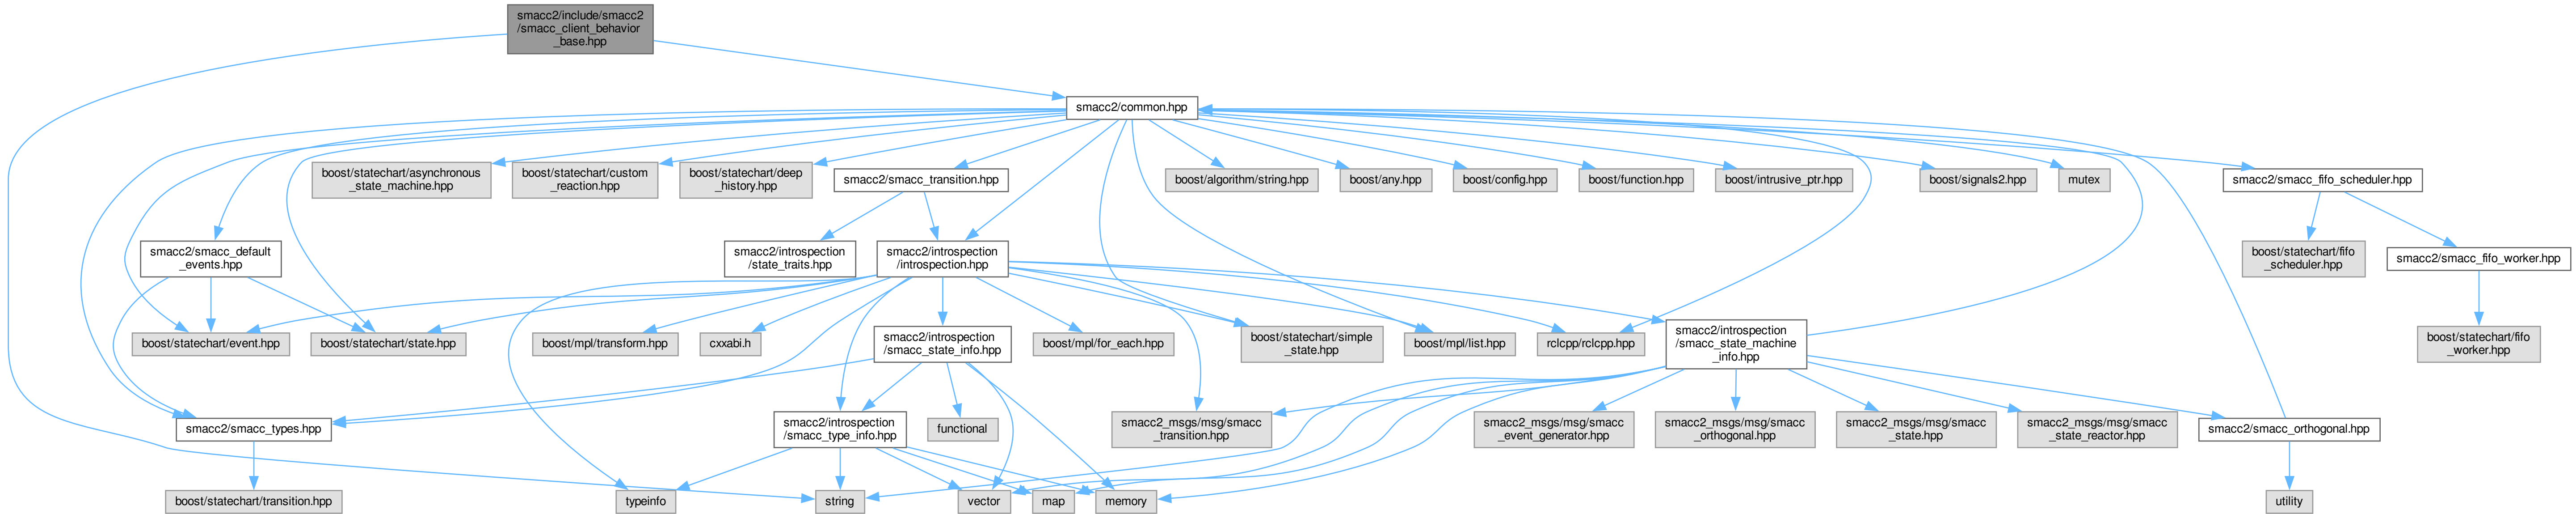 smacc2/include/smacc2
/smacc_client_behavior
_base.hpp
smacc2/common.hpp
boost/statechart/asynchronous
_state_machine.hpp
boost/statechart/custom
_reaction.hpp
boost/statechart/deep
_history.hpp
smacc2/smacc_transition.hpp
boost/algorithm/string.hpp
boost/any.hpp
boost/config.hpp
boost/function.hpp
boost/intrusive_ptr.hpp
boost/signals2.hpp
mutex
smacc2/smacc_fifo_scheduler.hpp
smacc2/smacc_default
_events.hpp
smacc2/introspection
/state_traits.hpp
smacc2/introspection
/introspection.hpp
boost/statechart/fifo
_scheduler.hpp
smacc2/smacc_fifo_worker.hpp
boost/statechart/event.hpp
boost/statechart/state.hpp
boost/mpl/transform.hpp
cxxabi.h
smacc2/introspection
/smacc_state_info.hpp
boost/mpl/for_each.hpp
boost/statechart/simple
_state.hpp
boost/mpl/list.hpp
rclcpp/rclcpp.hpp
smacc2/introspection
/smacc_state_machine
_info.hpp
boost/statechart/fifo
_worker.hpp
smacc2/smacc_types.hpp
smacc2/introspection
/smacc_type_info.hpp
functional
smacc2_msgs/msg/smacc
_transition.hpp
smacc2_msgs/msg/smacc
_event_generator.hpp
smacc2_msgs/msg/smacc
_orthogonal.hpp
smacc2_msgs/msg/smacc
_state.hpp
smacc2_msgs/msg/smacc
_state_reactor.hpp
smacc2/smacc_orthogonal.hpp
boost/statechart/transition.hpp
typeinfo
string
vector
map
memory
utility